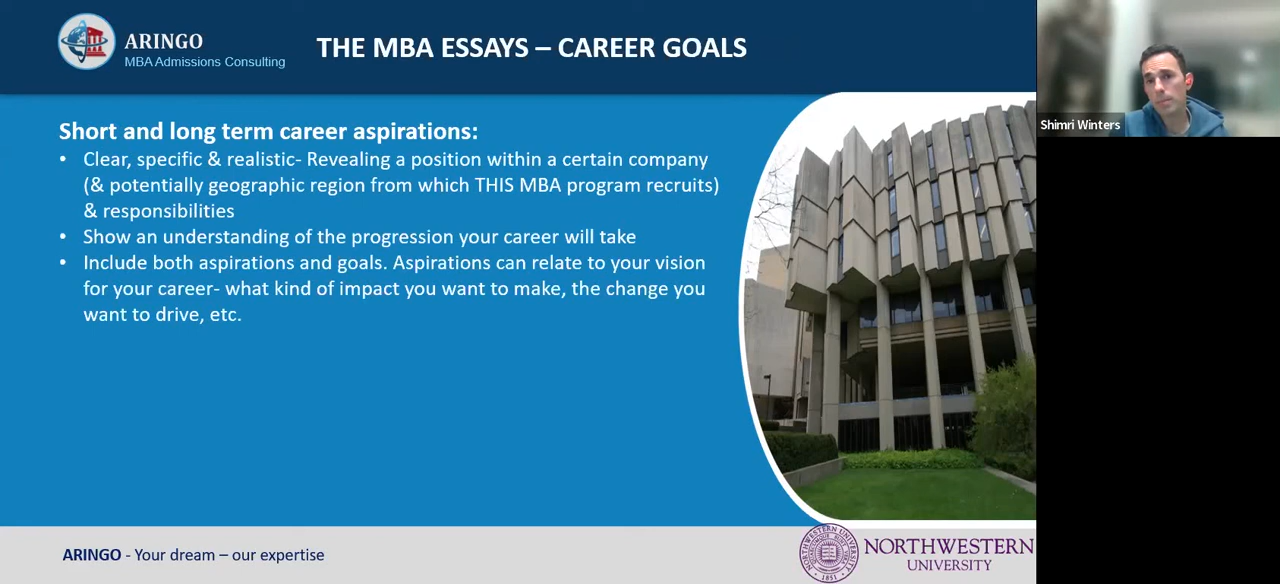 ARINGO
MBA Admissions Consulting
THE MBA ESSAYS – CAREER GOALS
Shimri Winters
Short and long term career aspirations:
• Clear, specific & realistic- Revealing a position within a certain company
(& potentially geographic region from which THIS MBA program recruits)
& responsibilities
• Show an understanding of the progression your career will take
• Include both aspirations and goals. Aspirations can relate to your vision
for your career- what kind of impact you want to make, the change you
want to drive, etc.
ARINGO - Your dream – our expertise
NORTHWESTERN
UNIVERSITY
1851